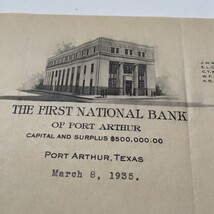 THE FIRST NATIONAL BANK
OF PORT ARTHUR
CAPITAL AND SURPLUS $500,000.00
PORT ARTHUR, TEXAS
March 8, 1935.